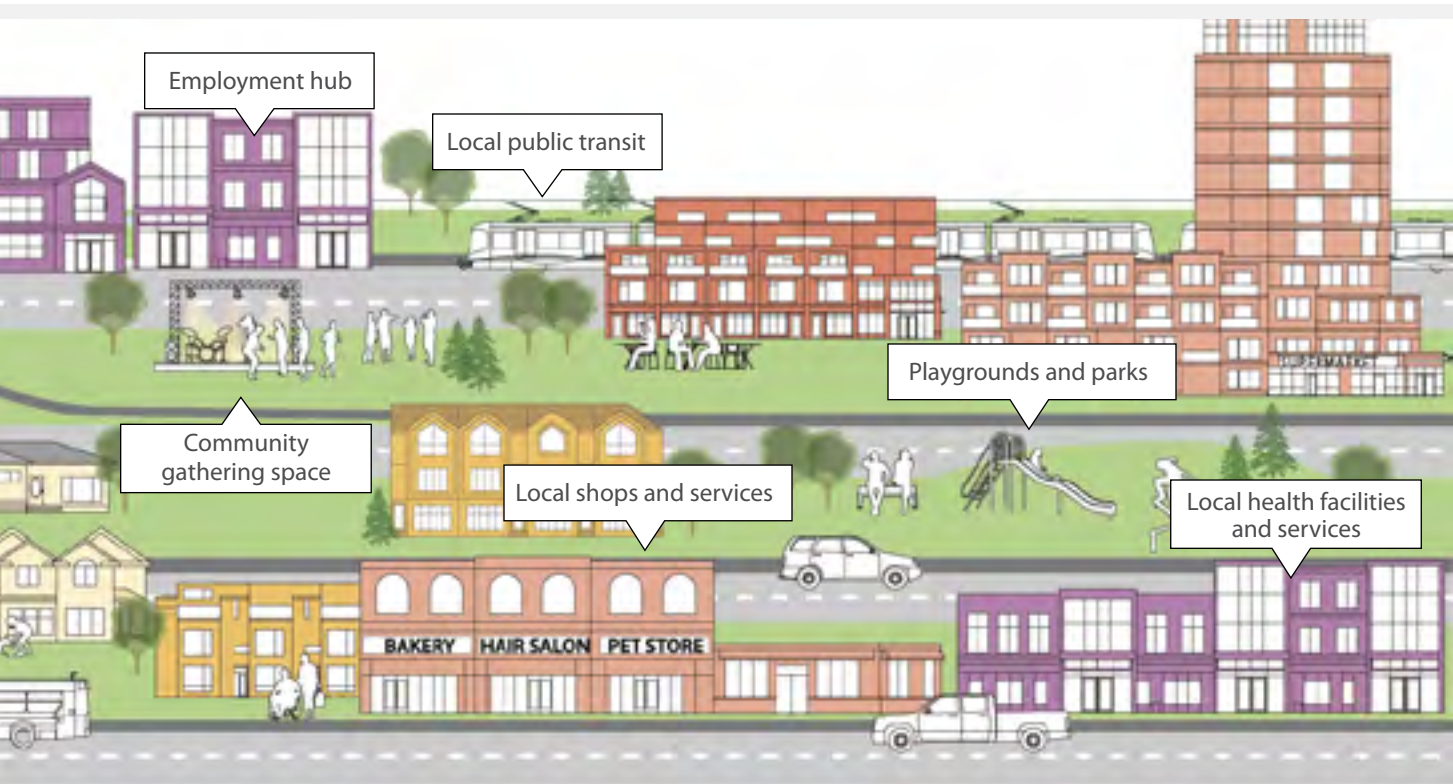 Employment hub
Local public transit
Playgrounds and parks
SUPERMARKET
Community
gathering space
Local shops and services
Local health facilities
and services
BAKERY
HAIR SALON
PET STORE